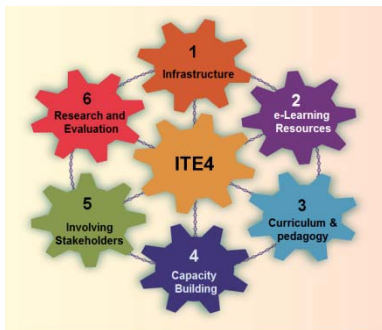 1
Infrastructure
2
e-Learning
Resources
3
Curriculum &
pedagogy
4
Capacity
Building
5
Involving
Stakeholders
6
Research and
Evaluation
ITE4